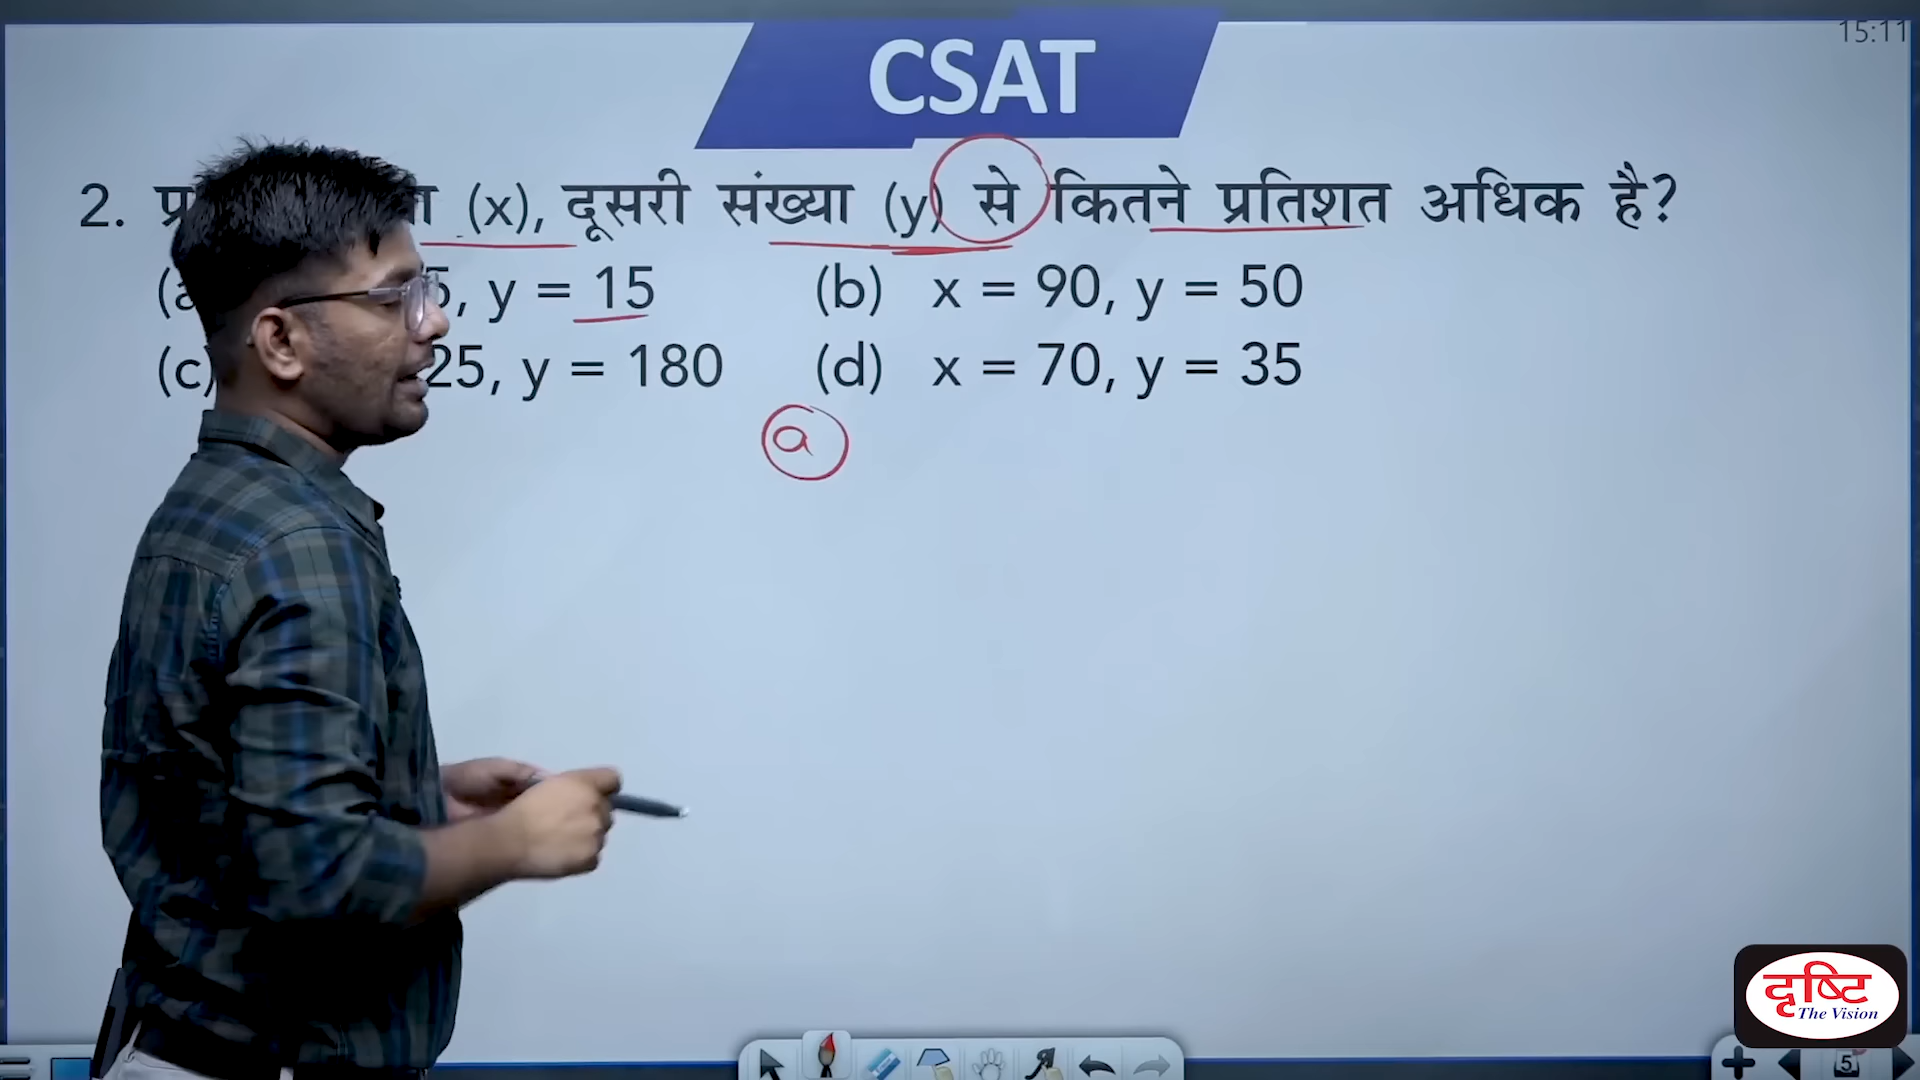 CSAT
15:11
2. (x), दूसरी संख्या (y) से कितने प्रतिशत अधिक है?
5, y = 15 (b) x = 90, y = 50
(c) 25, y = 180 (d) x = 70, y = 35
a
दृष्टि
The Vision
5